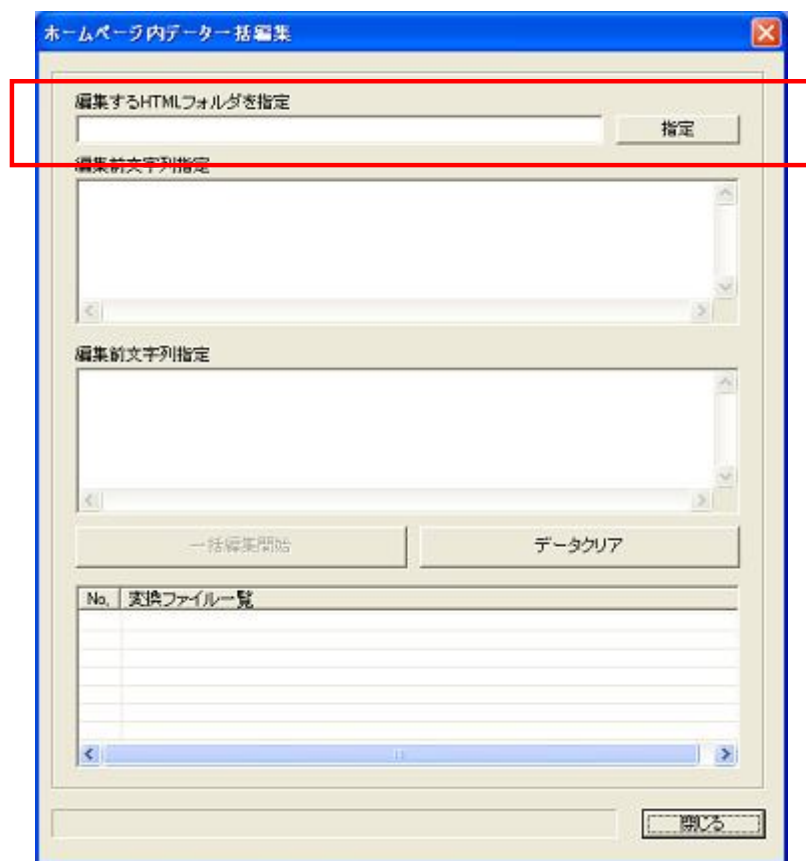 ホームページ内データ一括編集
編集するHTMLフォルダを指定
指定
編集前文字列指定
編集前文字列指定
一括編集開始
データクリア
No. 変換ファイル一覧
閉じる